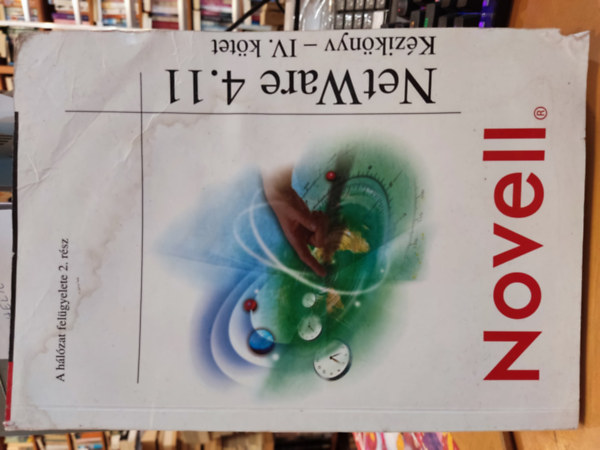 Novell®
NetWare 4.11
Kézikönyv – IV. kötet
A hálózat felügyelete 2. rész